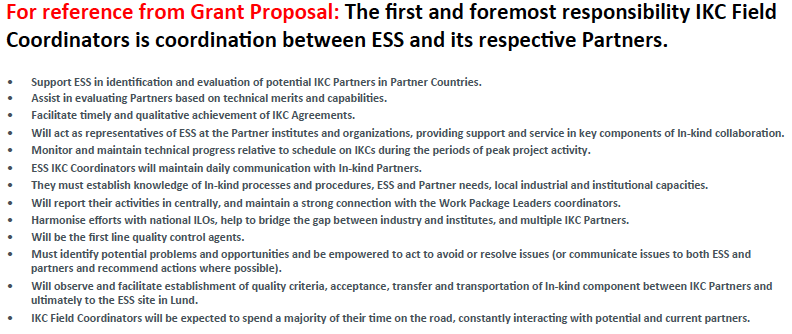 For reference from Grant Proposal: The first and foremost responsibility IKC Field
Coordinators is coordination between ESS and its respective Partners.
• Support ESS in identification and evaluation of potential IKC Partners in Partner Countries.
• Assist in evaluating Partners based on technical merits and capabilities.
• Facilitate timely and qualitative achievement of IKC Agreements.
• Will act as representatives of ESS at the Partner institutes and organizations, providing support and service in key components of In-kind collaboration.
• Monitor and maintain technical progress relative to schedule on IKCs during the periods of peak project activity.
• ESS IKC Coordinators will maintain daily communication with In-kind Partners.
• They must establish knowledge of In-kind processes and procedures, ESS and Partner needs, local industrial and institutional capacities.
• Will report their activities in centrally, and maintain a strong connection with the Work Package Leaders coordinators.
• Harmonise efforts with national ILOs, help to bridge the gap between industry and institutes, and multiple IKC Partners.
• Will be the first line quality control agents.
• Must identify potential problems and opportunities and be empowered to act to avoid or resolve issues (or communicate issues to both ESS and
partners and recommend actions where possible).
• Will observe and facilitate establishment of quality criteria, acceptance, transfer and transportation of In-kind component between IKC Partners and
ultimately to the ESS site in Lund.
• IKC Field Coordinators will be expected to spend a majority of their time on the road, constantly interacting with potential and current partners.